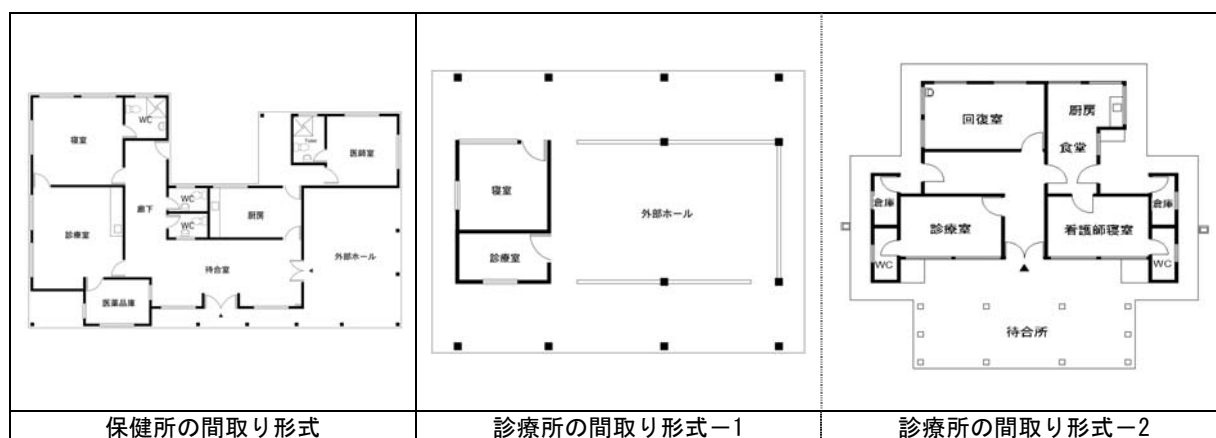 WC
寝室
Toilet
医師室
廊下
WC
厨房
WC
診療室
外部ホール
待合室
医薬品庫
保健所の間取り形式
寝室
外部ホール
診療室
診療所の間取り形式－1
回復室
厨房
食堂
倉庫
倉庫
診療室
看護師寝室
WC
WC
待合所
診療所の間取り形式－2